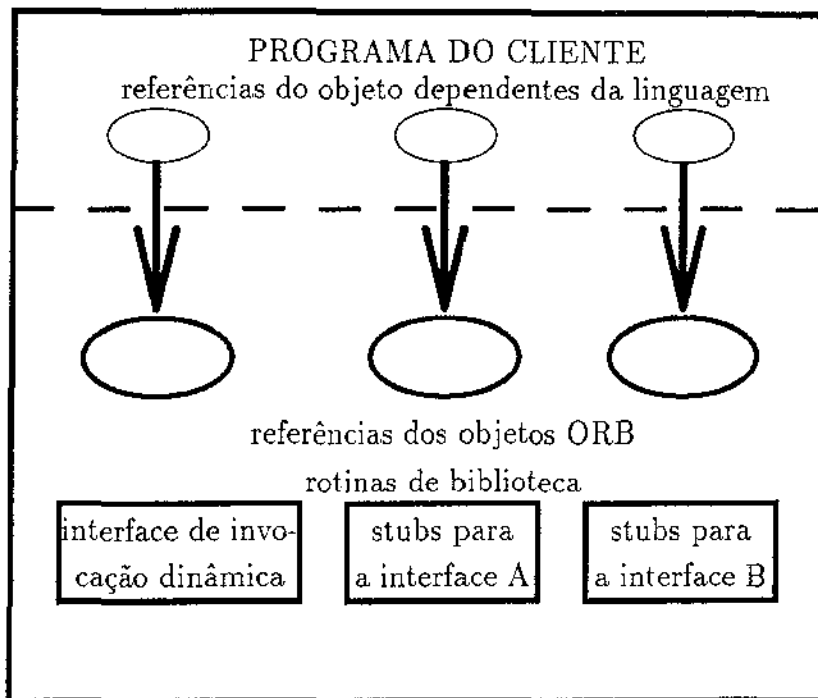 PROGRAMA DO CLIENTE
referências do objeto dependentes da linguagem
referências dos objetos ORB
rotinas de biblioteca
interface de invo-
cação dinâmica
stubs para
a interface A
stubs para
a interface B